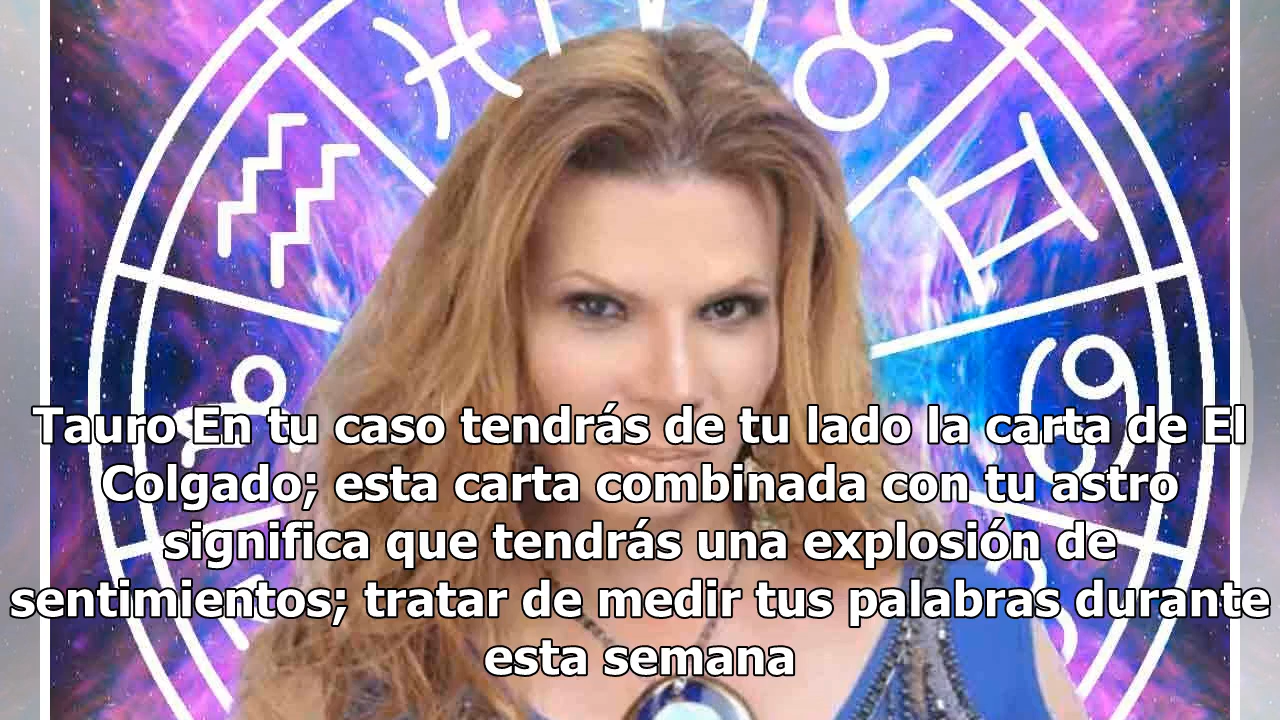 Tauro En tu caso tendrás de tu lado la carta de El
Colgado; esta carta combinada con tu astro
significa que tendrás una explosión de
sentimientos; tratar de medir tus palabras durante
esta semana